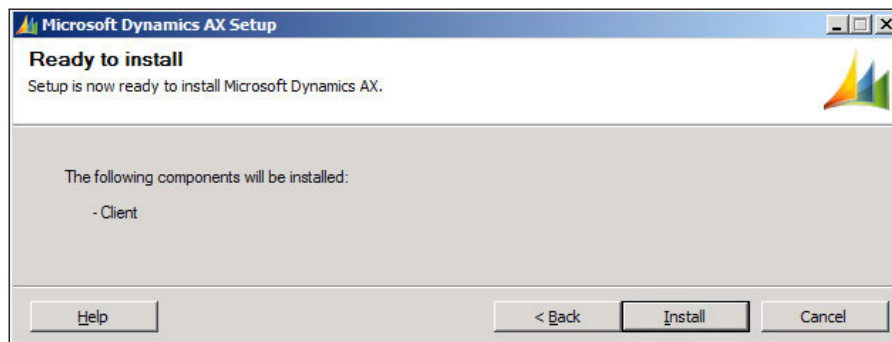 Microsoft Dynamics AX Setup
Ready to install
Setup is now ready to install Microsoft Dynamics AX.
The following components will be installed:
- Client
Help
< Back
Install
Cancel